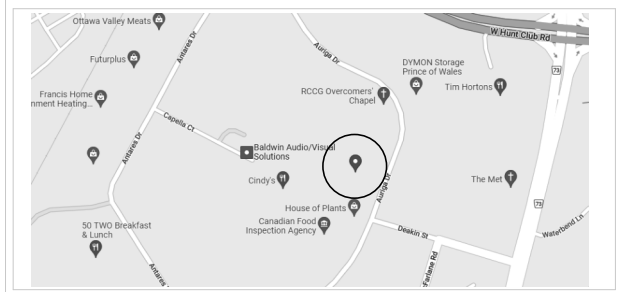 Ottawa Valley Meats
Futurplus
Antares Dr
Francis Home
nment Heating...
Capella Ct
Antares Dr
50 TWO Breakfast
& Lunch
Antares
Auriga Dr
W Hunt Club Rd
73
DYMON Storage
Prince of Wales
Tim Hortons
RCCG Overcomers'
Chapel
Baldwin Audio/Visual
Solutions
Cindy's
Auriga Dr
The Met
House of Plants
Canadian Food
Inspection Agency
Deakin St
73
Waterbend Ln
cFarlane Rd